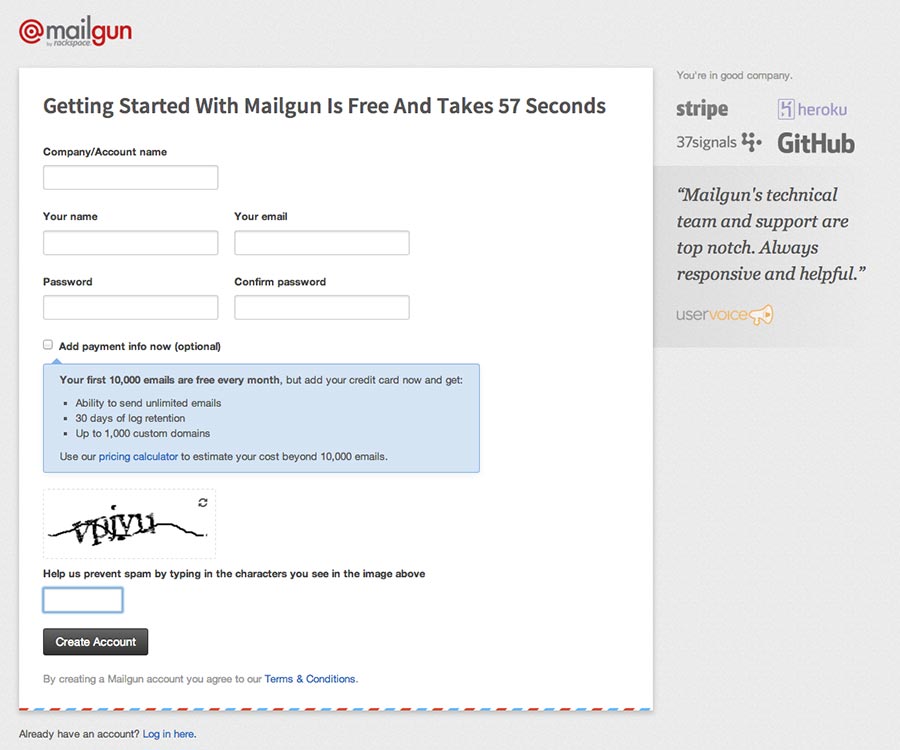 @mailgun
by rackspace
Getting Started With Mailgun Is Free And Takes 57 Seconds
Company/Account name
Your name
Your email
Password
Confirm password
Add payment info now (optional)
Your first 10,000 emails are free every month, but add your credit card now and get:
Ability to send unlimited emails
30 days of log retention
Up to 1,000 custom domains
Use our pricing calculator to estimate your cost beyond 10,000 emails.
Help us prevent spam by typing in the characters you see in the image above
Create Account
By creating a Mailgun account you agree to our Terms & Conditions.
Already have an account? Log in here.
You're in good company.
stripe
heroku
37signals
GitHub
“Mailgun's technical
team and support are
top notch. Always
responsive and helpful.”
uservoice